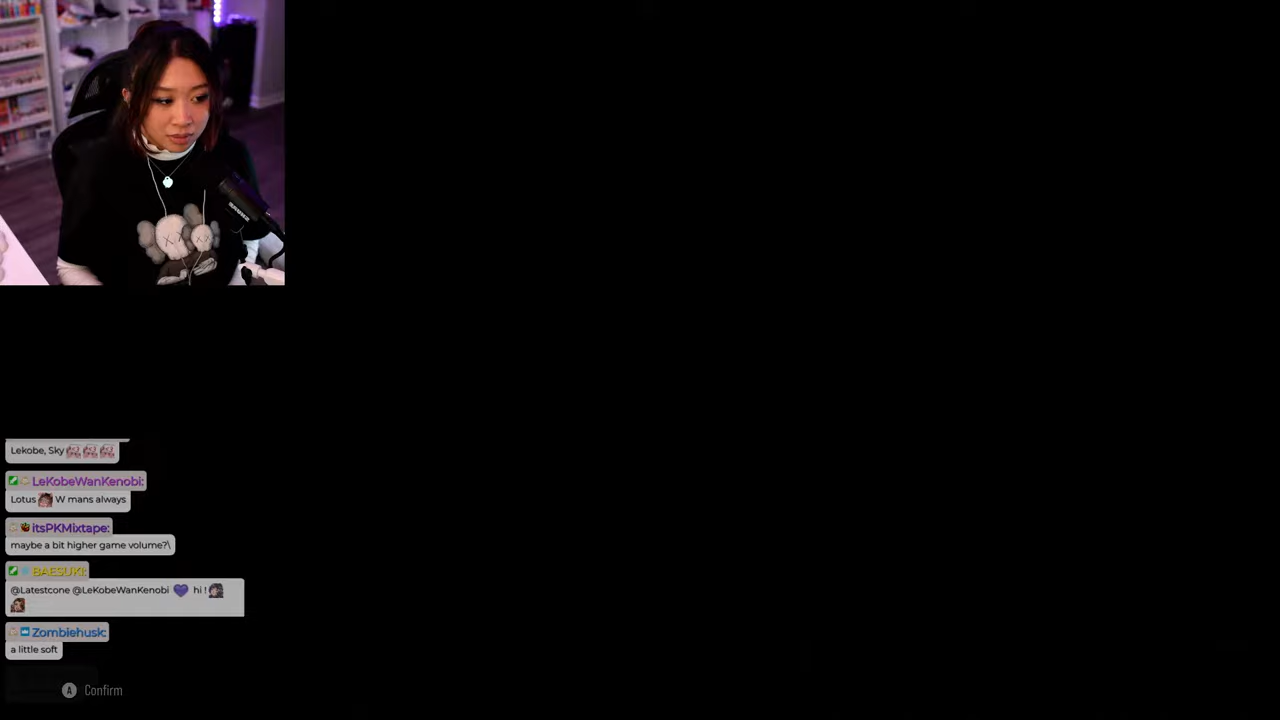 Lekobe, Sky
LeKobeWanKenobi:
Lotus W mans always
itsPKMixtape:
maybe a bit higher game volume?\
BAESUKI:
@Latestcone @LeKobeWanKenobi hi !
Zombiehusk:
a little soft
A Confirm